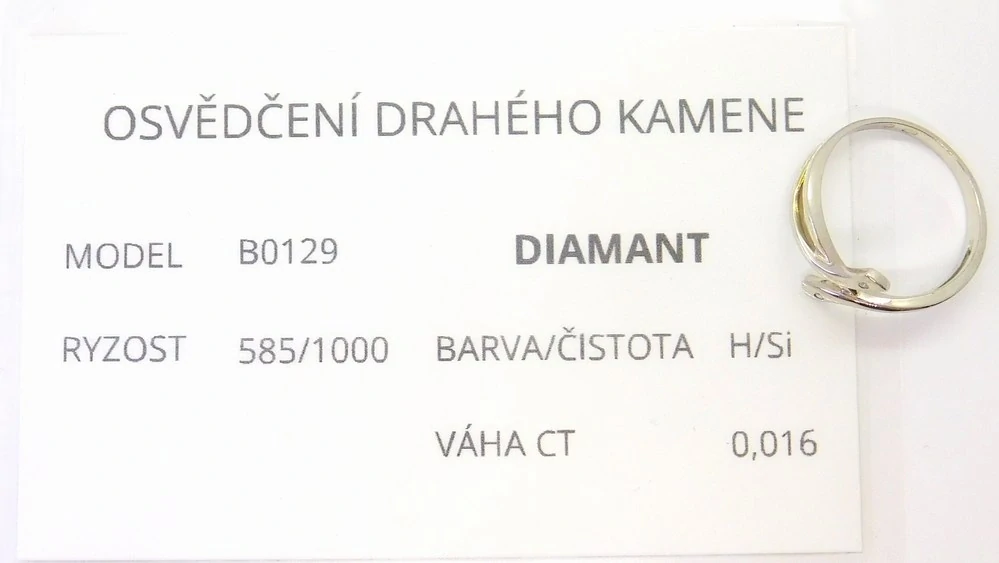 OSVĚDČENÍ DRAHÉHO KAMENE
MODEL B0129 DIAMANT
RYZOST 585/1000 BARVA/ČISTOTA H/Si
VÁHA CT 0,016